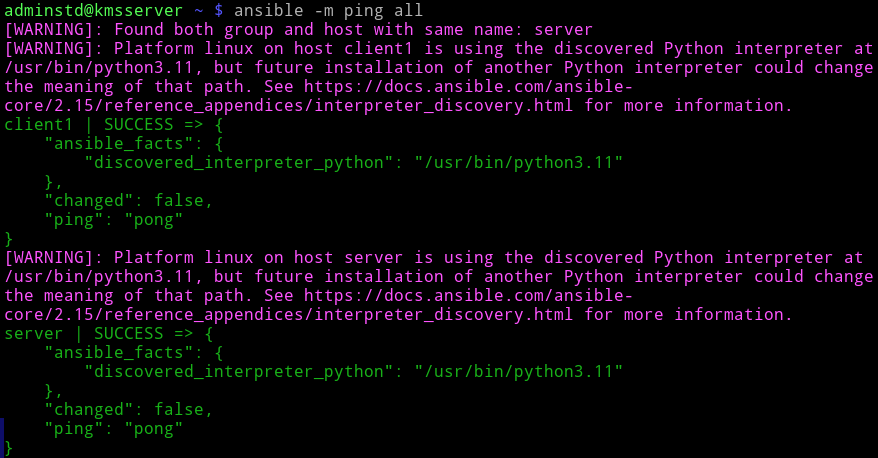 adminstd@kmsserver ~ $ ansible -m ping all
[WARNING]: Found both group and host with same name: server
[WARNING]: Platform linux on host client1 is using the discovered Python interpreter at
/usr/bin/python3.11, but future installation of another Python interpreter could change
the meaning of that path. See https://docs.ansible.com/ansible-
core/2.15/reference_appendices/interpreter_discovery.html for more information.
client1 | SUCCESS => {
    "ansible_facts": {
        "discovered_interpreter_python": "/usr/bin/python3.11"
    },
    "changed": false,
    "ping": "pong"
}
[WARNING]: Platform linux on host server is using the discovered Python interpreter at
/usr/bin/python3.11, but future installation of another Python interpreter could change
the meaning of that path. See https://docs.ansible.com/ansible-
core/2.15/reference_appendices/interpreter_discovery.html for more information.
server | SUCCESS => {
    "ansible_facts": {
        "discovered_interpreter_python": "/usr/bin/python3.11"
    },
    "changed": false,
    "ping": "pong"
}